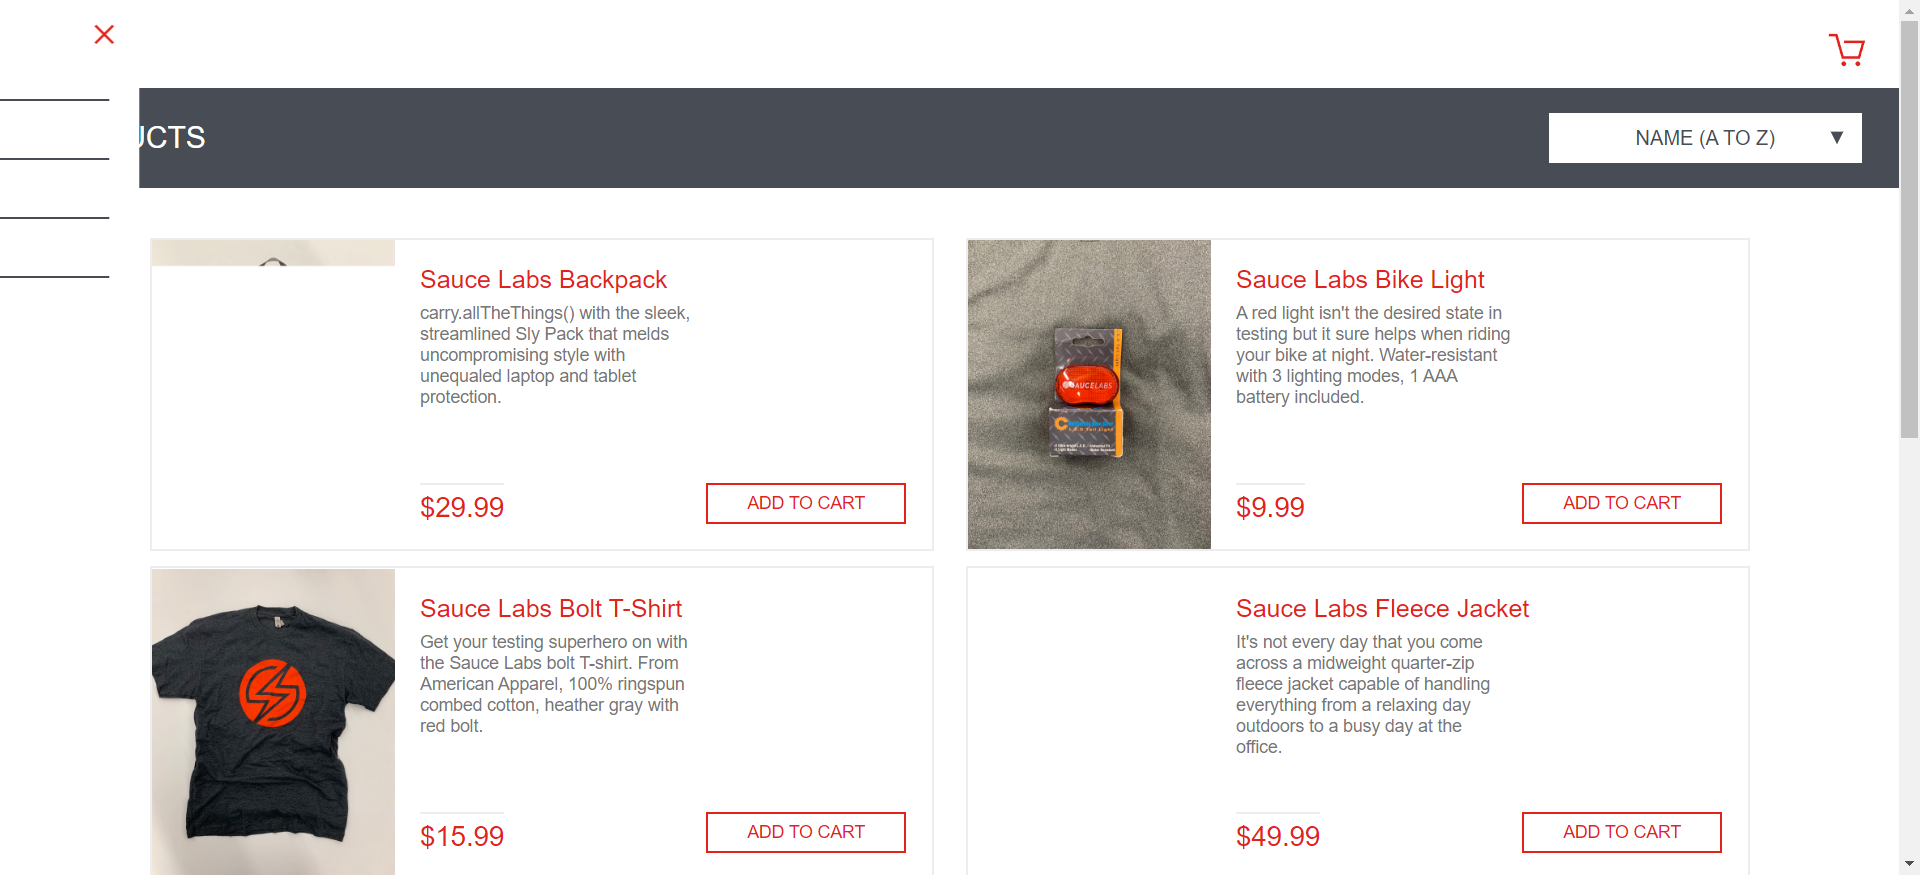 UCTS
NAME (A TO Z) ▼
Sauce Labs Backpack
carry.allTheThings() with the sleek,
streamlined Sly Pack that melds
uncompromising style with
unequaled laptop and tablet
protection.
$29.99
ADD TO CART
Sauce Labs Bike Light
A red light isn't the desired state in
testing but it sure helps when riding
your bike at night. Water-resistant
with 3 lighting modes, 1 AAA
battery included.
$9.99
ADD TO CART
SAUCELABS
Sauce Labs Bolt T-Shirt
Get your testing superhero on with
the Sauce Labs bolt T-shirt. From
American Apparel, 100% ringspun
combed cotton, heather gray with
red bolt.
$15.99
ADD TO CART
Sauce Labs Fleece Jacket
It's not every day that you come
across a midweight quarter-zip
fleece jacket capable of handling
everything from a relaxing day
outdoors to a busy day at the
office.
$49.99
ADD TO CART